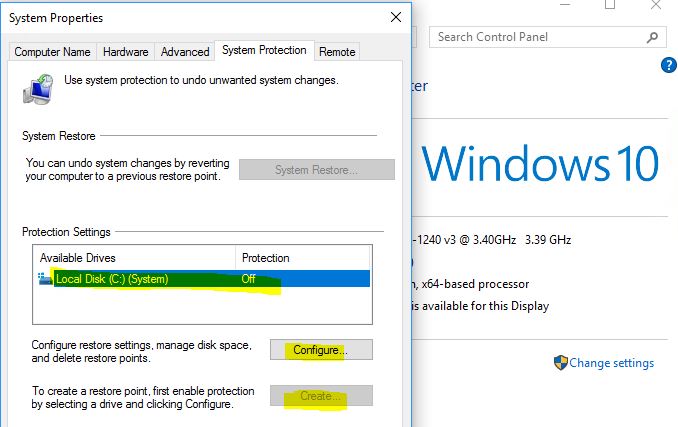 System Properties
Computer Name Hardware Advanced System Protection Remote
Use system protection to undo unwanted system changes.
System Restore
You can undo system changes by reverting
your computer to a previous restore point.
System Restore...
Protection Settings
Available Drives Protection
Local Disk (C:) (System) Off
Configure restore settings, manage disk space,
and delete restore points.
Configure...
To create a restore point, first enable protection
by selecting a drive and clicking Configure.
Create...
Search Control Panel
?
ter
Windows 10
-1240 v3 @ 3.40GHz 3.39 GHz
, x64-based processor
is available for this Display
Change settings